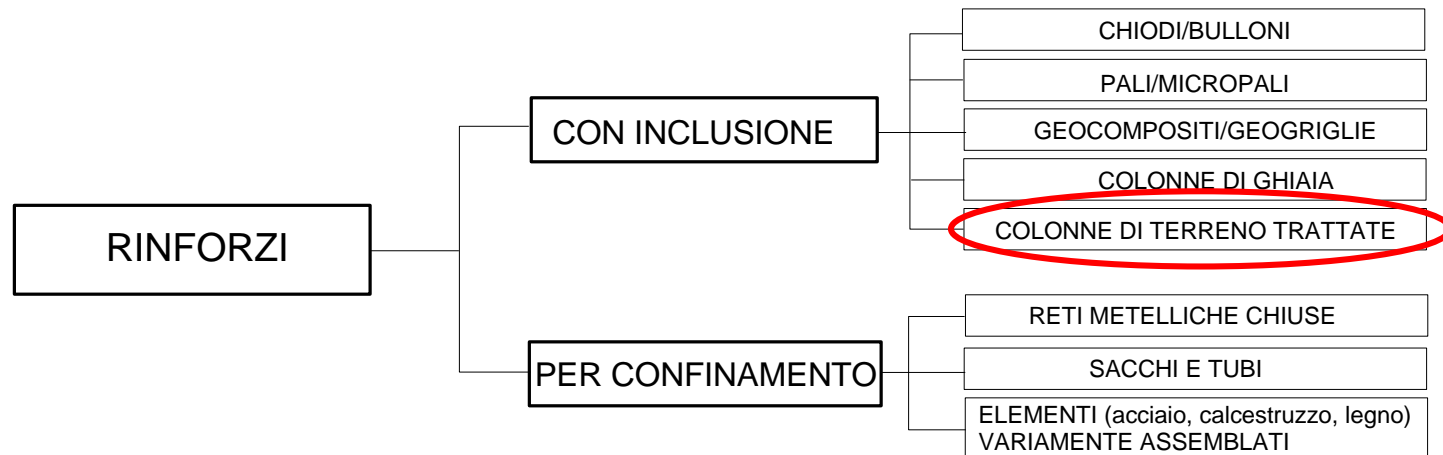 RINFORZI
CON INCLUSIONE
CHIODI/BULLONI
PALI/MICROPALI
GEOCOMPOSITI/GEOGRIGLIE
COLONNE DI GHIAIA
COLONNE DI TERRENO TRATTATE
PER CONFINAMENTO
RETI METELLICHE CHIUSE
SACCHI E TUBI
ELEMENTI (acciaio, calcestruzzo, legno)
VARIAMENTE ASSEMBLATI